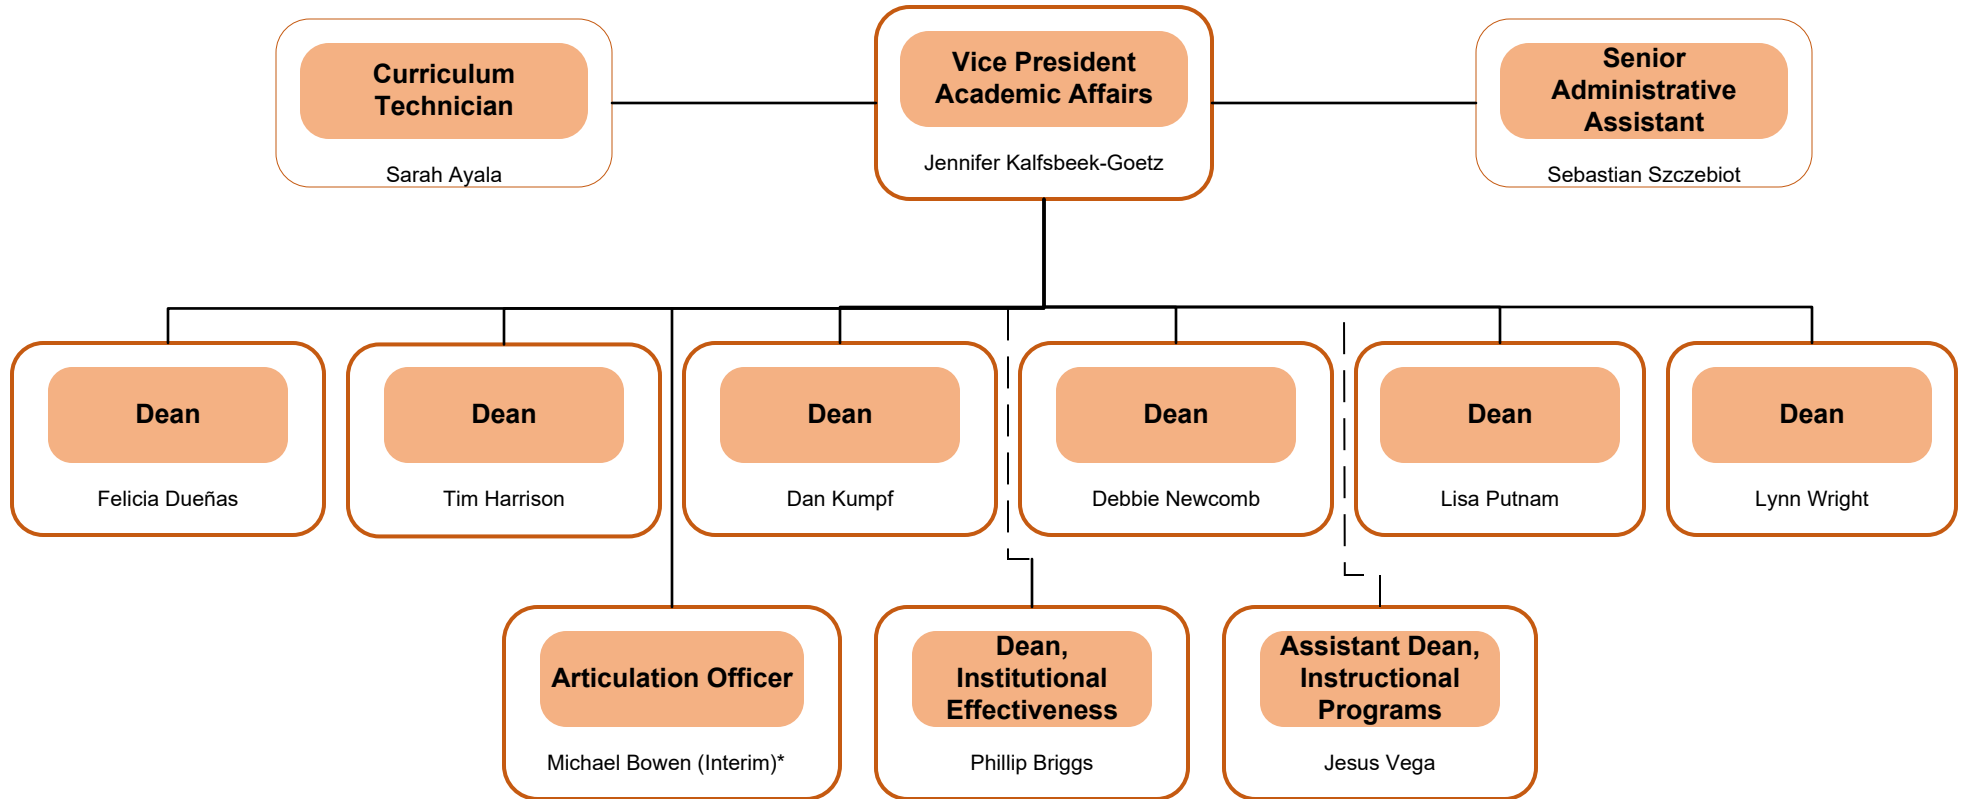 Curriculum
Technician
Sarah Ayala
Vice President
Academic Affairs
Jennifer Kalfsbeek-Goetz
Senior
Administrative
Assistant
Sebastian Szczebiot
Dean
Felicia Dueñas
Dean
Tim Harrison
Dean
Dan Kumpf
Dean
Debbie Newcomb
Dean
Lisa Putnam
Dean
Lynn Wright
Articulation Officer
Michael Bowen (Interim)*
Dean,
Institutional
Effectiveness
Phillip Briggs
Assistant Dean,
Instructional
Programs
Jesus Vega